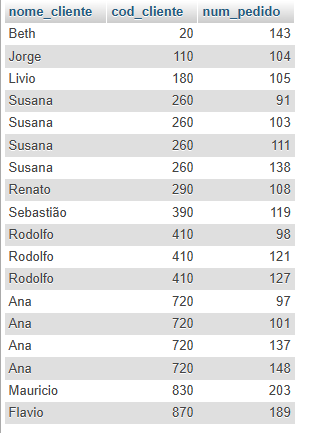 nome_cliente cod_cliente num_pedido
Beth 20 143
Jorge 110 104
Livio 180 105
Susana 260 91
Susana 260 103
Susana 260 111
Susana 260 138
Renato 290 108
Sebastião 390 119
Rodolfo 410 98
Rodolfo 410 121
Rodolfo 410 127
Ana 720 97
Ana 720 101
Ana 720 137
Ana 720 148
Mauricio 830 203
Flavio 870 189